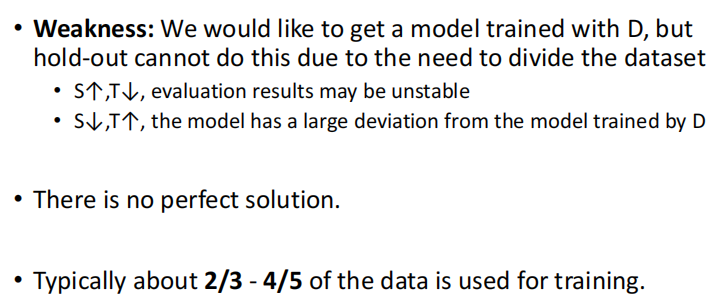 • Weakness: We would like to get a model trained with D, but
hold-out cannot do this due to the need to divide the dataset
• S↑,T↓, evaluation results may be unstable
• S↓,T↑, the model has a large deviation from the model trained by D
• There is no perfect solution.
• Typically about 2/3 - 4/5 of the data is used for training.